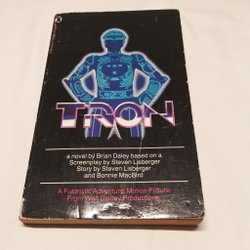 TRON
a novel by Brian Daley based on a
Screenplay by Steven Lisberger
Story by Steven Lisberger
and Bonnie MacBird
A Futuristic Adventure Motion Picture
From Walt Disney Productions